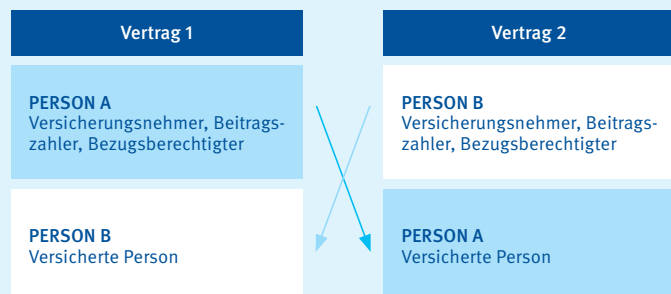 Vertrag 1
PERSON A
Versicherungsnehmer, Beitrags-
zahler, Bezugsberechtigter
PERSON B
Versicherte Person
Vertrag 2
PERSON B
Versicherungsnehmer, Beitrags-
zahler, Bezugsberechtigter
PERSON A
Versicherte Person